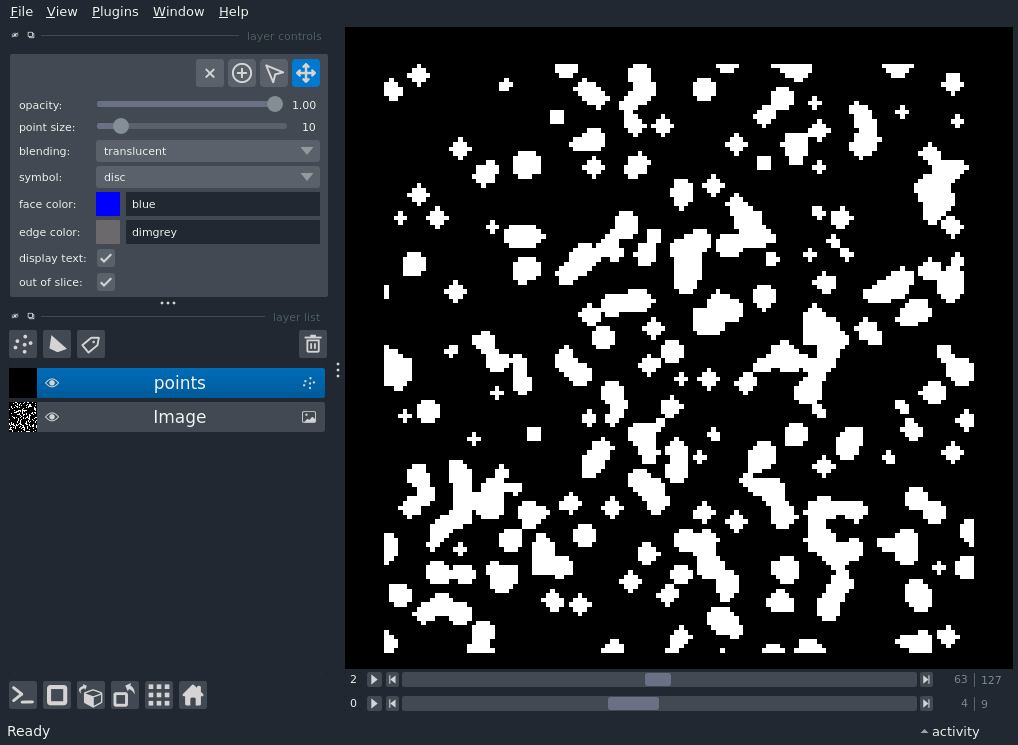 File View Plugins Window Help
layer controls
opacity: 1.00
point size: 10
blending: translucent
symbol: disc
face color: blue
edge color: dimgrey
display text:
out of slice:
layer list
points
Image
2 63 127
0 4 9
Ready activity